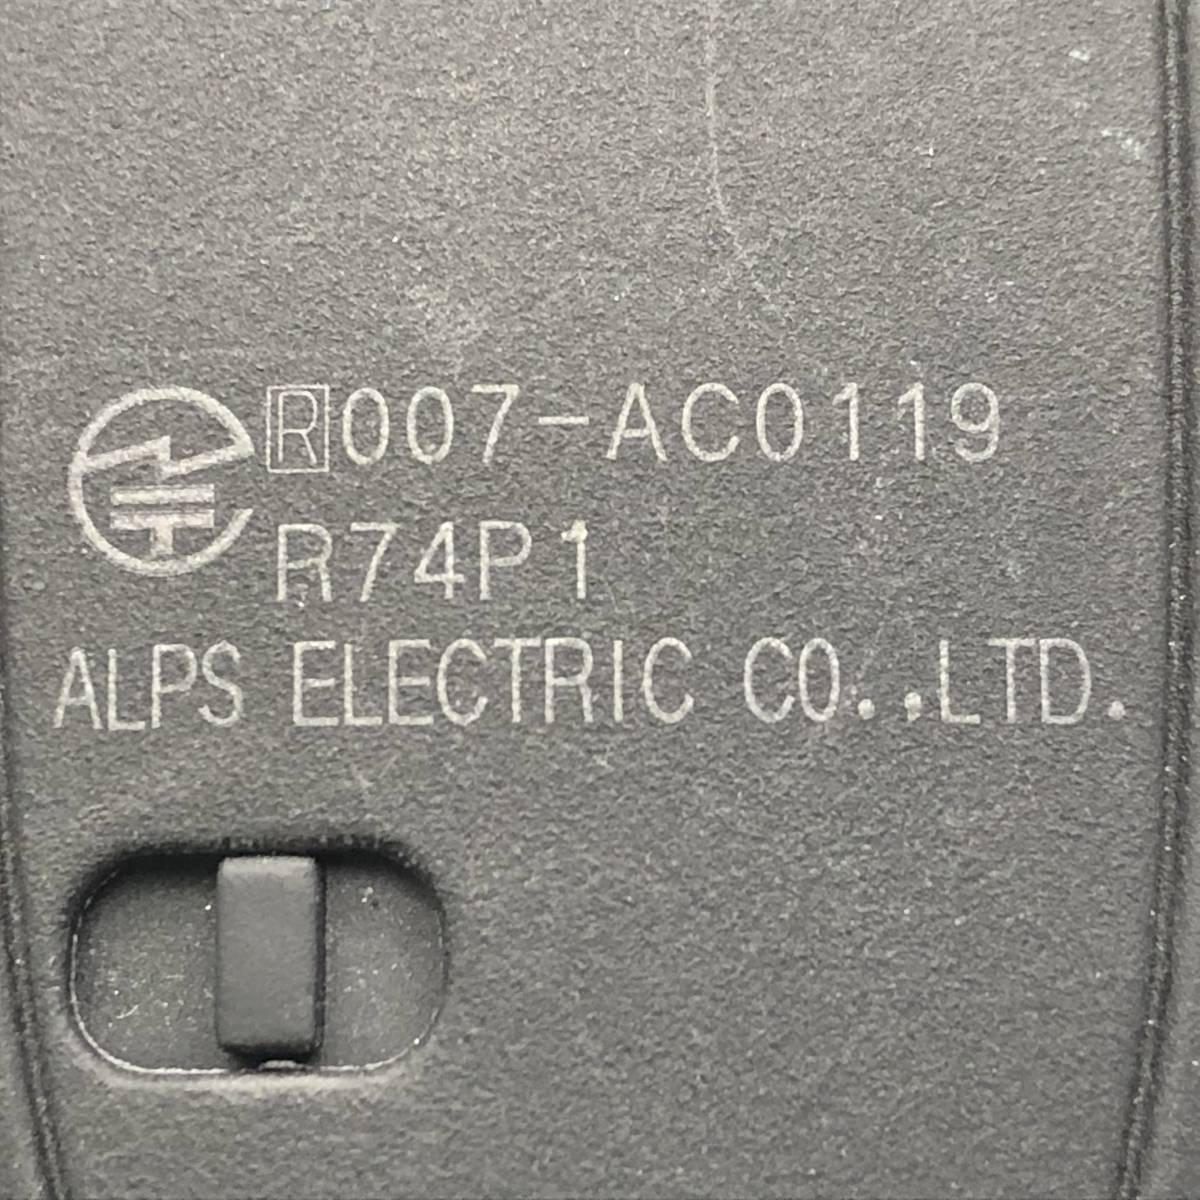 R007-AC0119
R74P1
ALPS ELECTRIC CO.,LTD.